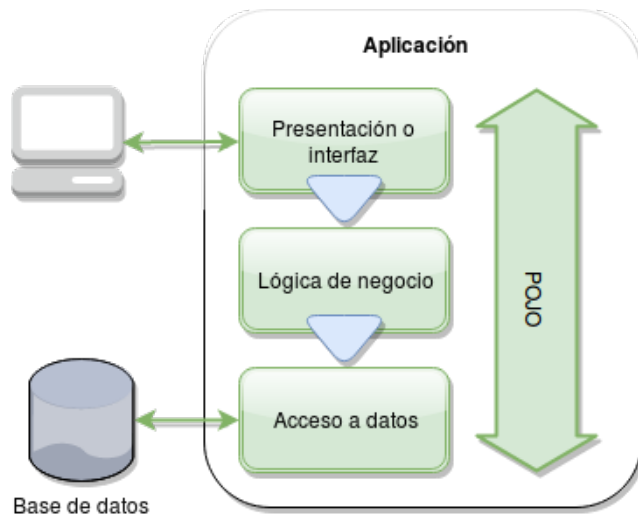 Aplicación
Presentación o
interfaz
Lógica de negocio
POJO
Acceso a datos
Base de datos